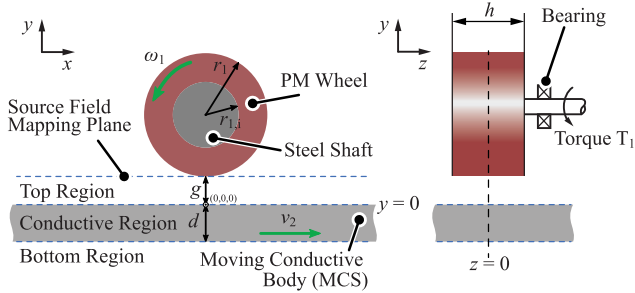 y
x
ω₁
r₁
r₁,ᵢ
PM Wheel
Steel Shaft
Source Field
Mapping Plane
Top Region
g
(0,0,0)
Conductive Region
d
v₂
Bottom Region
Moving Conductive
Body (MCS)
y = 0
y
z
h
Bearing
Torque T₁
z = 0